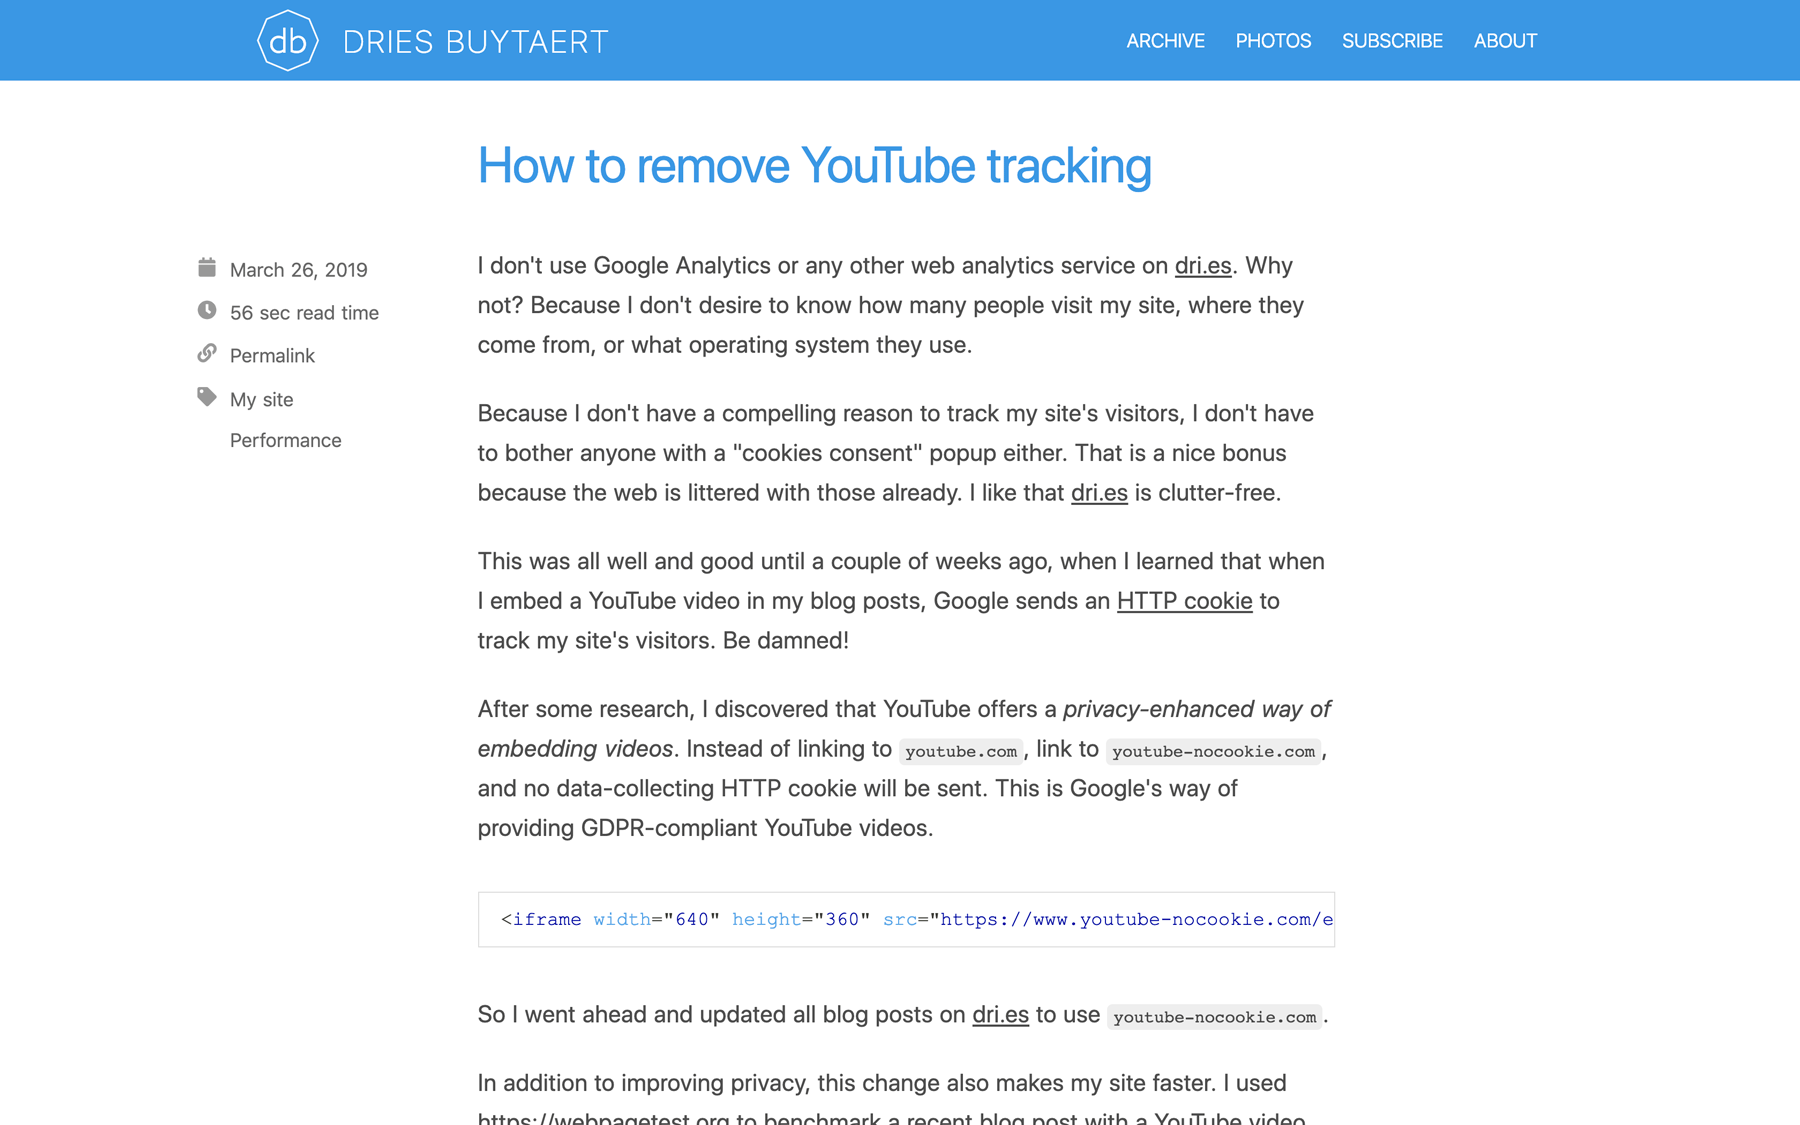 db DRIES BUYTAERT
ARCHIVE PHOTOS SUBSCRIBE ABOUT
How to remove YouTube tracking
March 26, 2019
56 sec read time
Permalink
My site
Performance
I don't use Google Analytics or any other web analytics service on dri.es. Why
not? Because I don't desire to know how many people visit my site, where they
come from, or what operating system they use.
Because I don't have a compelling reason to track my site's visitors, I don't have
to bother anyone with a "cookies consent" popup either. That is a nice bonus
because the web is littered with those already. I like that dri.es is clutter-free.
This was all well and good until a couple of weeks ago, when I learned that when
I embed a YouTube video in my blog posts, Google sends an HTTP cookie to
track my site's visitors. Be damned!
After some research, I discovered that YouTube offers a privacy-enhanced way of
embedding videos. Instead of linking to youtube.com, link to youtube-nocookie.com,
and no data-collecting HTTP cookie will be sent. This is Google's way of
providing GDPR-compliant YouTube videos.
<iframe width="640" height="360" src="https://www.youtube-nocookie.com/e
So I went ahead and updated all blog posts on dri.es to use youtube-nocookie.com.
In addition to improving privacy, this change also makes my site faster. I used
https://webpagetest.org to benchmark a recent blog post with a YouTube video